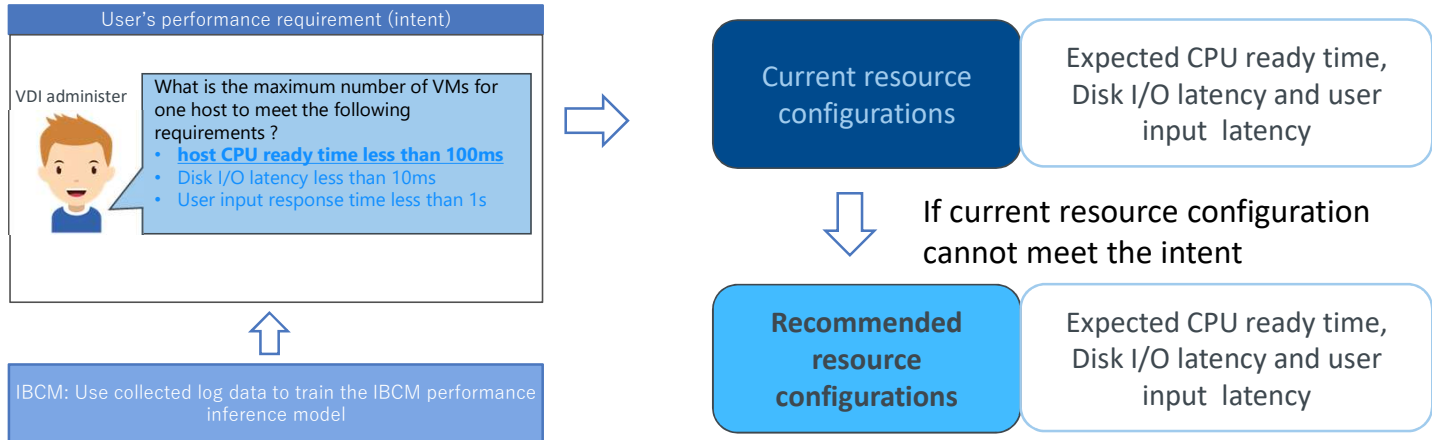 User's performance requirement (intent)
VDI administer
What is the maximum number of VMs for
one host to meet the following
requirements ?
• host CPU ready time less than 100ms
• Disk I/O latency less than 10ms
• User input response time less than 1s
IBCM: Use collected log data to train the IBCM performance
inference model
Current resource
configurations
Expected CPU ready time,
Disk I/O latency and user
input latency
If current resource configuration
cannot meet the intent
Recommended
resource
configurations
Expected CPU ready time,
Disk I/O latency and user
input latency